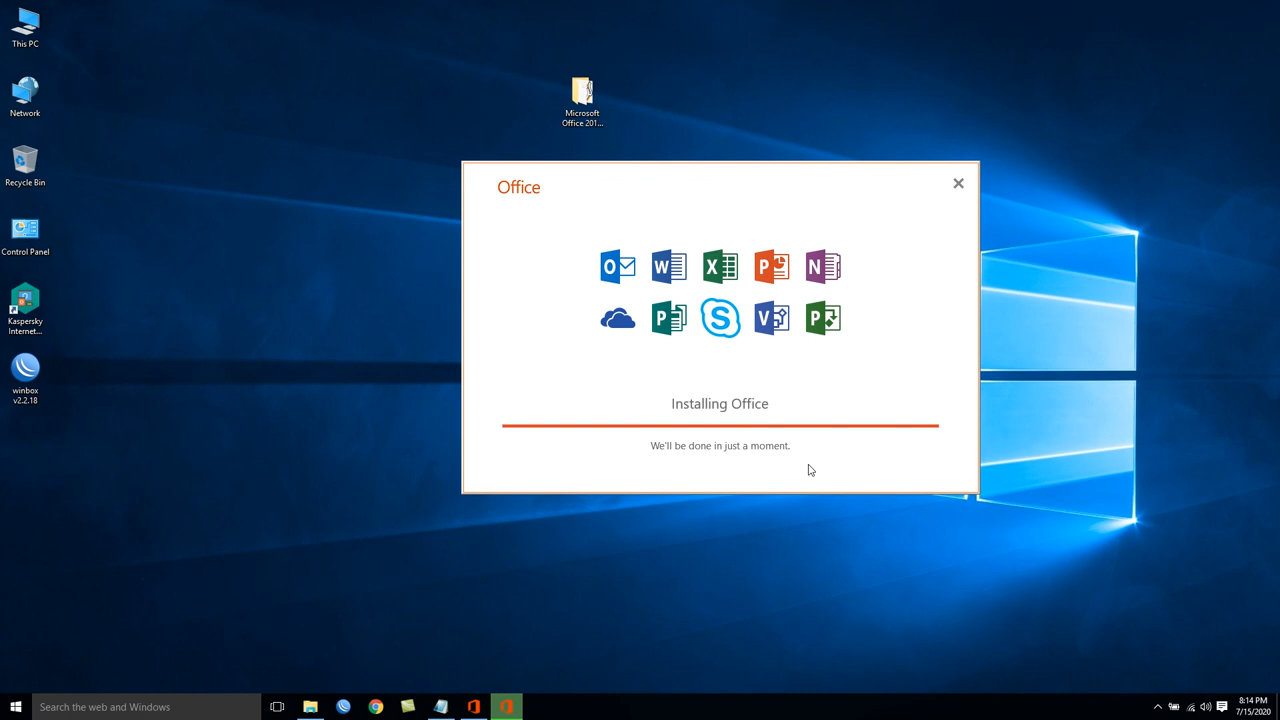 This PC
Network
Recycle Bin
Control Panel
Kaspersky
Internet...
winbox
v2.2.18
Microsoft
Office 201...
Office
O
W
X
P
N
P
S
V
P
Installing Office
We'll be done in just a moment.
Search the web and Windows
8:14 PM
7/15/2020